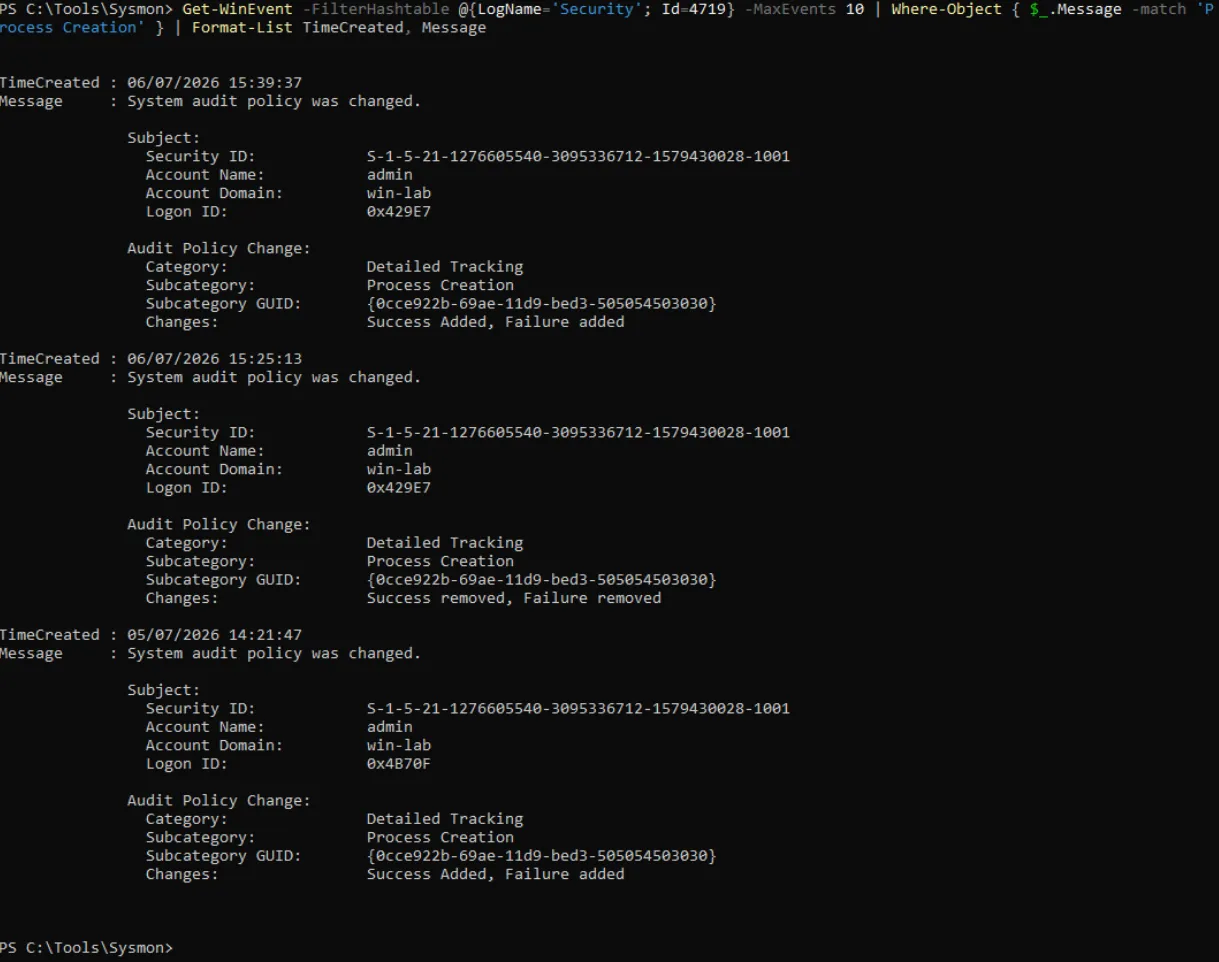 PS C:\Tools\Sysmon> Get-WinEvent -FilterHashtable @{LogName='Security'; Id=4719} -MaxEvents 10 | Where-Object { $_.Message -match 'P
rocess Creation' } | Format-List TimeCreated, Message
TimeCreated : 06/07/2026 15:39:37
Message     : System audit policy was changed.
Subject:
Security ID: S-1-5-21-1276605540-3095336712-1579430028-1001
Account Name: admin
Account Domain: win-lab
Logon ID: 0x429E7
Audit Policy Change:
Category: Detailed Tracking
Subcategory: Process Creation
Subcategory GUID: {0cce922b-69ae-11d9-bed3-505054503030}
Changes: Success Added, Failure added
TimeCreated : 06/07/2026 15:25:13
Message     : System audit policy was changed.
Subject:
Security ID: S-1-5-21-1276605540-3095336712-1579430028-1001
Account Name: admin
Account Domain: win-lab
Logon ID: 0x429E7
Audit Policy Change:
Category: Detailed Tracking
Subcategory: Process Creation
Subcategory GUID: {0cce922b-69ae-11d9-bed3-505054503030}
Changes: Success removed, Failure removed
TimeCreated : 05/07/2026 14:21:47
Message     : System audit policy was changed.
Subject:
Security ID: S-1-5-21-1276605540-3095336712-1579430028-1001
Account Name: admin
Account Domain: win-lab
Logon ID: 0x4B70F
Audit Policy Change:
Category: Detailed Tracking
Subcategory: Process Creation
Subcategory GUID: {0cce922b-69ae-11d9-bed3-505054503030}
Changes: Success Added, Failure added
PS C:\Tools\Sysmon>